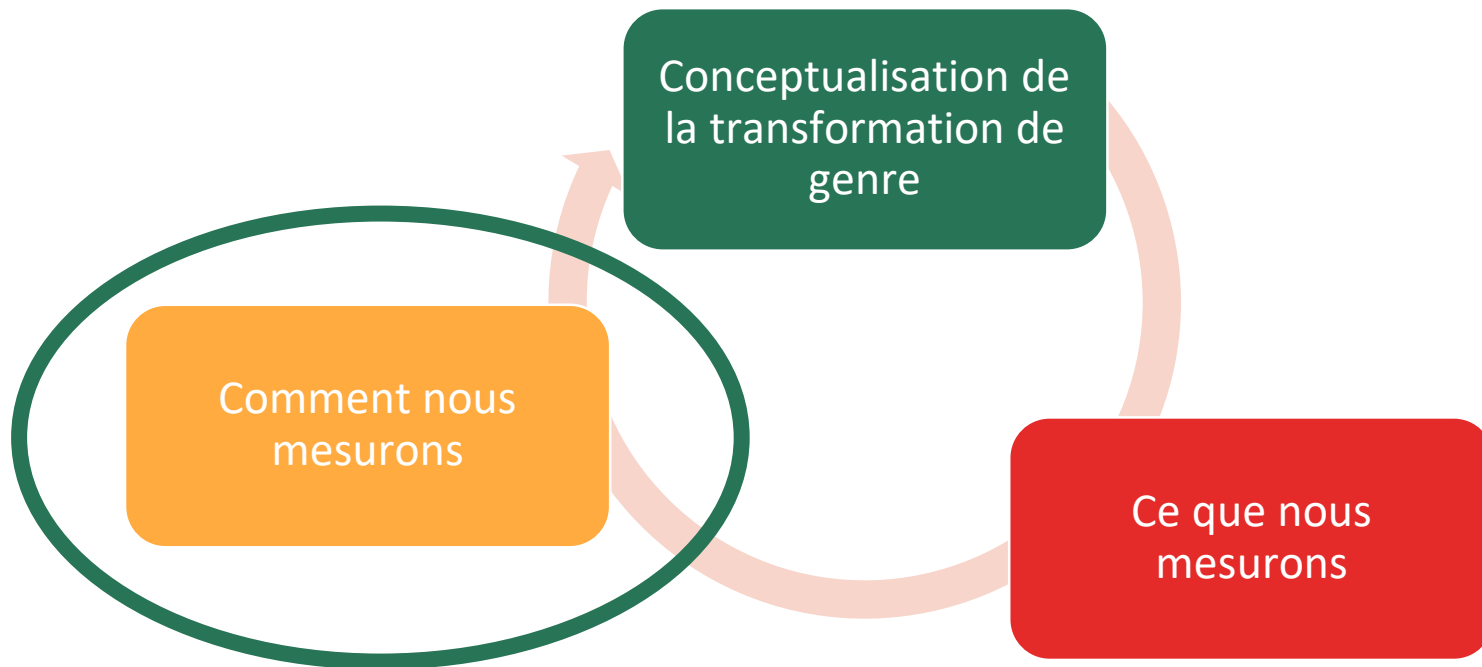 Conceptualisation de
la transformation de
genre
Comment nous
mesurons
Ce que nous
mesurons